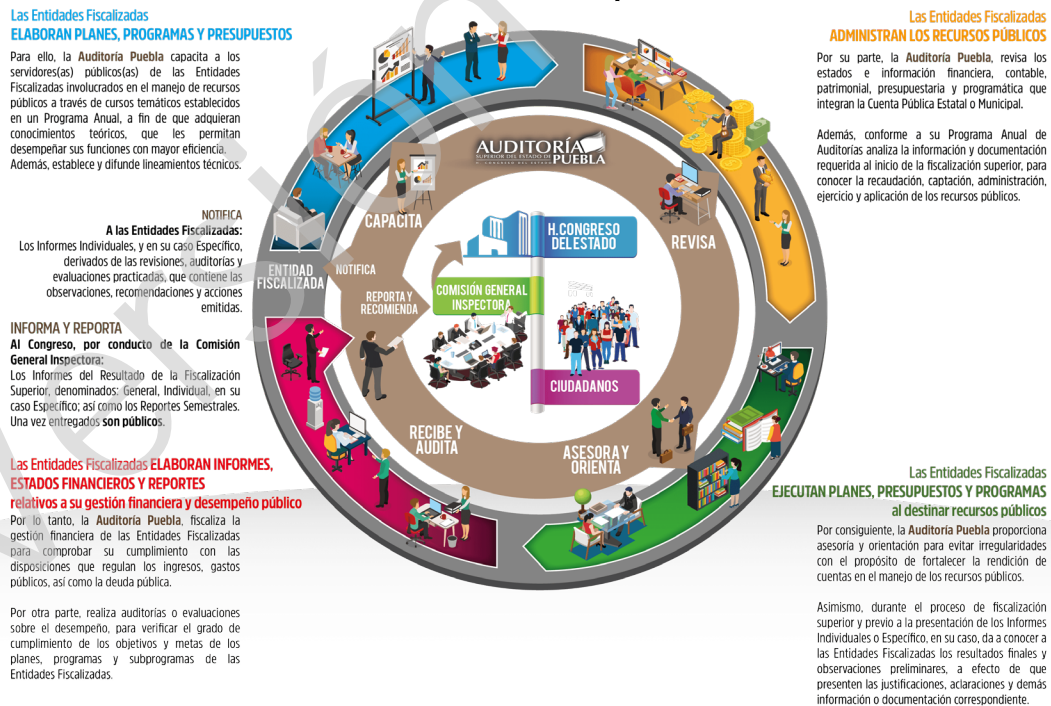 Las Entidades Fiscalizadas
ELABORAN PLANES, PROGRAMAS Y PRESUPUESTOS
Para ello, la Auditoría Puebla capacita a los
servidores(as) públicos(as) de las Entidades
Fiscalizadas involucrados en el manejo de recursos
públicos a través de cursos temáticos establecidos
en un Programa Anual, a fin de que adquieran
conocimientos teóricos, que les permitan
desempeñar sus funciones con mayor eficiencia.
Además, establece y difunde lineamientos técnicos.
NOTIFICA
A las Entidades Fiscalizadas:
Los Informes Individuales, y en su caso Específico,
derivados de las revisiones, auditorías y
evaluaciones practicadas, que contiene las
observaciones, recomendaciones y acciones
emitidas.
INFORMA Y REPORTA
Al Congreso, por conducto de la Comisión
General Inspectora:
Los Informes del Resultado de la Fiscalización
Superior, denominados: General, Individual, en su
caso Específico; así como los Reportes Semestrales.
Una vez entregados son públicos.
Las Entidades Fiscalizadas ELABORAN INFORMES,
ESTADOS FINANCIEROS Y REPORTES
relativos a su gestión financiera y desempeño público
Por lo tanto, la Auditoría Puebla, fiscaliza la
gestión financiera de las Entidades Fiscalizadas
para comprobar su cumplimiento con las
disposiciones que regulan los ingresos, gastos
públicos, así como la deuda pública.
Por otra parte, realiza auditorías o evaluaciones
sobre el desempeño, para verificar el grado de
cumplimiento de los objetivos y metas de los
planes, programas y subprogramas de las
Entidades Fiscalizadas.
AUDITORÍA
SUPERIOR DEL ESTADO DE PUEBLA
H. CONGRESO DEL ESTADO
CAPACITA
REVISA
ENTIDAD
FISCALIZADA
NOTIFICA
REPORTA Y
RECOMIENDA
H. CONGRESO
DEL ESTADO
COMISIÓN GENERAL
INSPECTORA
CIUDADANOS
RECIBE Y
AUDITA
ASESORA Y
ORIENTA
Las Entidades Fiscalizadas
ADMINISTRAN LOS RECURSOS PÚBLICOS
Por su parte, la Auditoría Puebla, revisa los
estados e información financiera, contable,
patrimonial, presupuestaria y programática que
integran la Cuenta Pública Estatal o Municipal.
Además, conforme a su Programa Anual de
Auditorías analiza la información y documentación
requerida al inicio de la fiscalización superior, para
conocer la recaudación, captación, administración,
ejercicio y aplicación de los recursos públicos.
Las Entidades Fiscalizadas
EJECUTAN PLANES, PRESUPUESTOS Y PROGRAMAS
al destinar recursos públicos
Por consiguiente, la Auditoría Puebla proporciona
asesoría y orientación para evitar irregularidades
con el propósito de fortalecer la rendición de
cuentas en el manejo de los recursos públicos.
Asimismo, durante el proceso de fiscalización
superior y previo a la presentación de los Informes
Individuales o Específico, en su caso, da a conocer a
las Entidades Fiscalizadas los resultados finales y
observaciones preliminares, a efecto de que
presenten las justificaciones, aclaraciones y demás
información o documentación correspondiente.